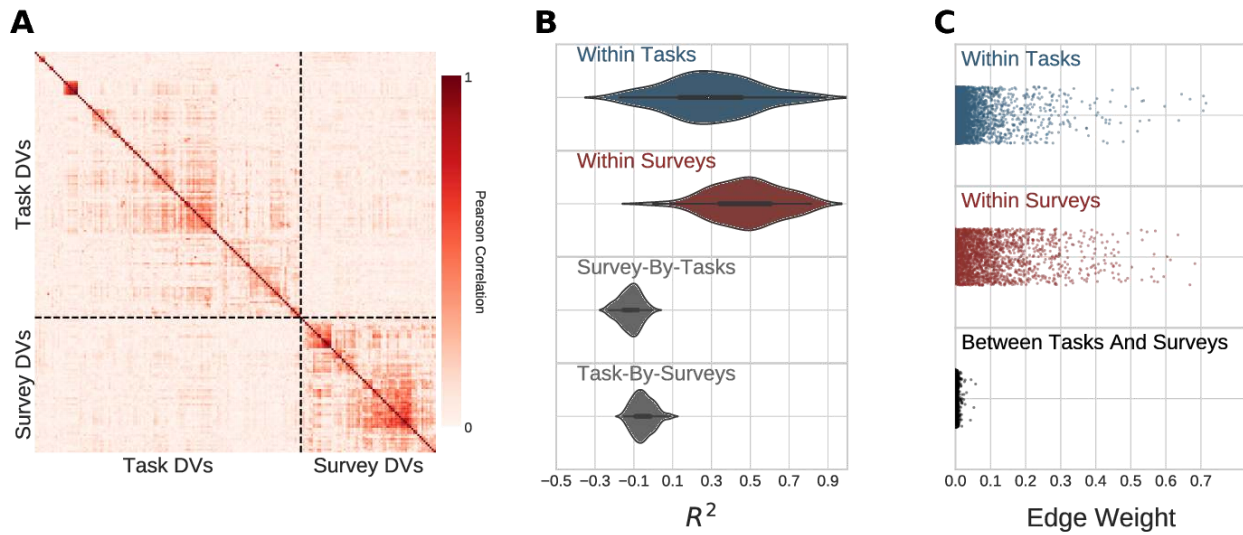 A
Task DVs
Survey DVs
Task DVs
Survey DVs
1
0
Pearson Correlation
B
Within Tasks
Within Surveys
Survey-By-Tasks
Task-By-Surveys
−0.5 −0.3 −0.1 0.1 0.3 0.5 0.7 0.9
R²
C
Within Tasks
Within Surveys
Between Tasks And Surveys
0.0 0.1 0.2 0.3 0.4 0.5 0.6 0.7 0.8
Edge Weight